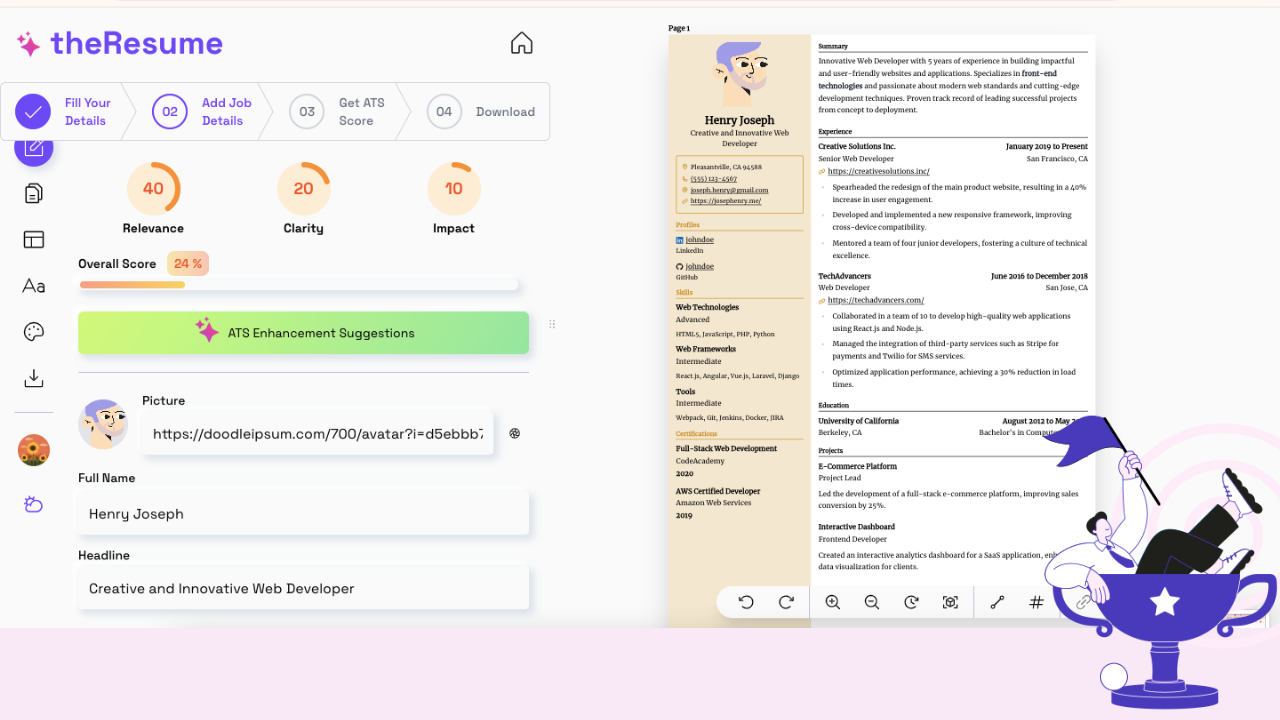 theResume
Fill Your
Details
02
Add Job
Details
03
Get ATS
Score
04
Download
40
20
10
Relevance
Clarity
Impact
Overall Score
24 %
ATS Enhancement Suggestions
Picture
https://doodleipsum.com/700/avatar?i=d5ebbb7
Full Name
Henry Joseph
Headline
Creative and Innovative Web Developer
Aa
Page 1
Henry Joseph
Creative and Innovative Web
Developer
Pleasantville, CA 94588
(555) 123-4567
joseph.henry@gmail.com
https://josephenry.me/
Profiles
johndoe
LinkedIn
johndoe
GitHub
Skills
Web Technologies
Advanced
HTML5, JavaScript, PHP, Python
Web Frameworks
Intermediate
React.js, Angular, Vue.js, Laravel, Django
Tools
Intermediate
Webpack, Git, Jenkins, Docker, JIRA
Certifications
Full-Stack Web Development
CodeAcademy
2020
AWS Certified Developer
Amazon Web Services
2019
Summary
Innovative Web Developer with 5 years of experience in building impactful
and user-friendly websites and applications. Specializes in front-end
technologies and passionate about modern web standards and cutting-edge
development techniques. Proven track record of leading successful projects
from concept to deployment.
Experience
Creative Solutions Inc. January 2019 to Present
Senior Web Developer San Francisco, CA
https://creativesolutions.inc/
Spearheaded the redesign of the main product website, resulting in a 40%
increase in user engagement.
Developed and implemented a new responsive framework, improving
cross-device compatibility.
Mentored a team of four junior developers, fostering a culture of technical
excellence.
TechAdvancers June 2016 to December 2018
Web Developer San Jose, CA
https://techadvancers.com/
Collaborated in a team of 10 to develop high-quality web applications
using React.js and Node.js.
Managed the integration of third-party services such as Stripe for
payments and Twilio for SMS services.
Optimized application performance, achieving a 30% reduction in load
times.
Education
University of California August 2012 to May
Berkeley, CA Bachelor's in
Projects
E-Commerce Platform
Project Lead
Led the development of a full-stack e-commerce platform, improving sales
conversion by 25%.
Interactive Dashboard
Frontend Developer
Created an interactive analytics dashboard for a SaaS application,
data visualization for clients.